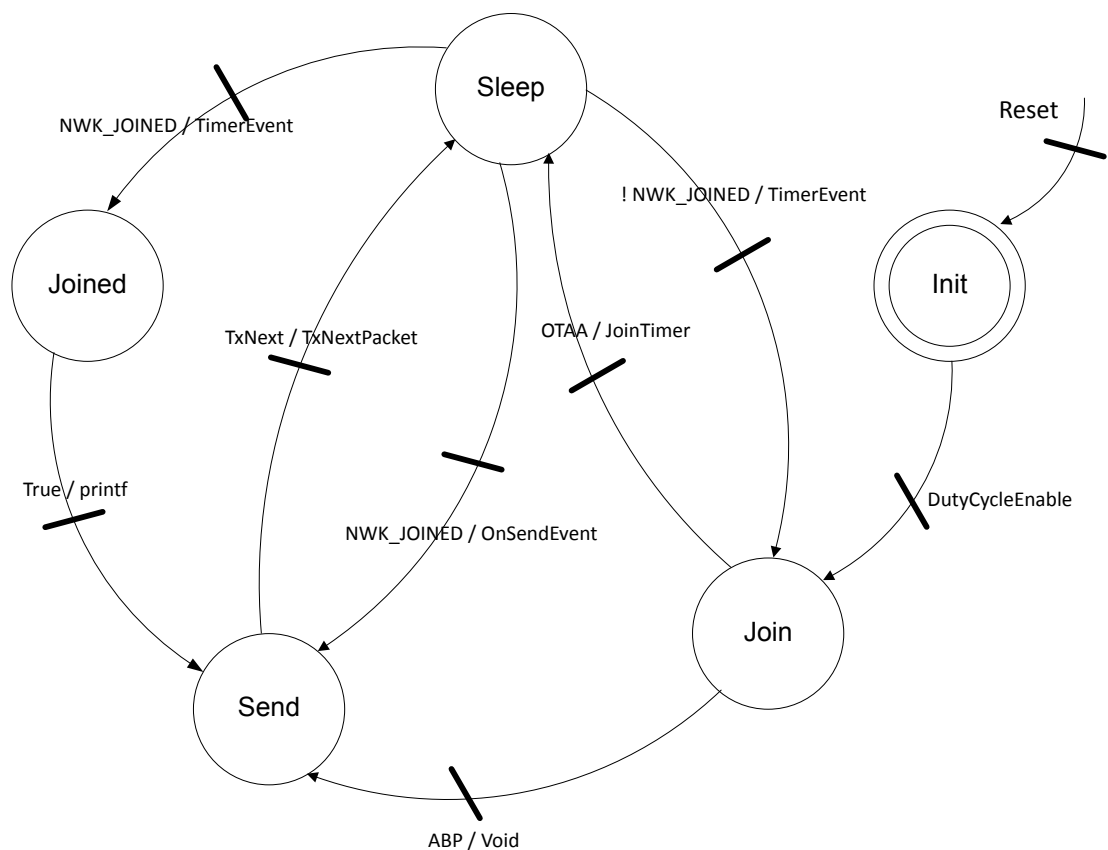 Sleep
Reset
NWK_JOINED / TimerEvent
! NWK_JOINED / TimerEvent
Joined
Init
TxNext / TxNextPacket
OTAA / JoinTimer
True / printf
DutyCycleEnable
NWK_JOINED / OnSendEvent
Join
Send
ABP / Void